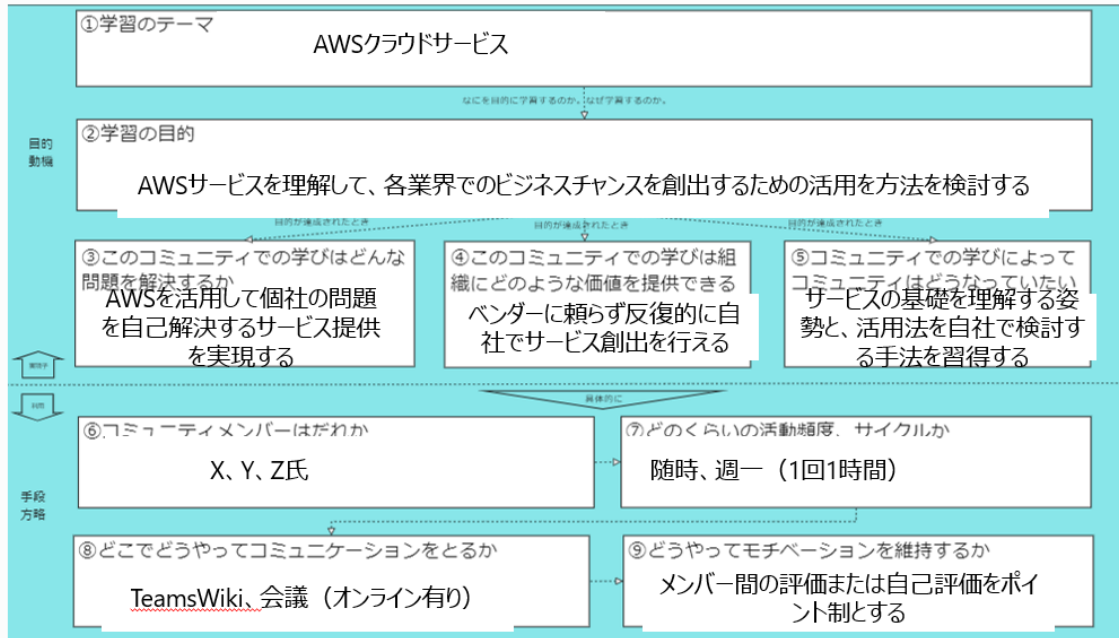 ①学習のテーマ
AWSクラウドサービス
なにを目的に学習するのか。なぜ学習するのか。
目的
動機
②学習の目的
AWSサービスを理解して、各業界でのビジネスチャンスを創出するための活用を方法を検討する
目的が達成されたとき
目的が達成されたとき
目的が達成されたとき
③このコミュニティでの学びはどんな
問題を解決するか
AWSを活用して個社の問題
を自己解決するサービス提供
を実現する
④このコミュニティでの学びは組
織にどのような価値を提供できる
ベンダーに頼らず反復的に自
社でサービス創出を行える
⑤コミュニティでの学びによって
コミュニティはどうなっていたい
サービスの基礎を理解する姿
勢と、活用法を自社で検討す
る手法を習得する
具体的に
手段
方略
⑥コミュニティメンバーはだれか
X、Y、Z氏
⑦どのくらいの活動頻度、サイクルか
随時、週一（1回1時間）
⑧どこでどうやってコミュニケーションをとるか
TeamsWiki、会議（オンライン有り）
⑨どうやってモチベーションを維持するか
メンバー間の評価または自己評価をポイ
ント制とする